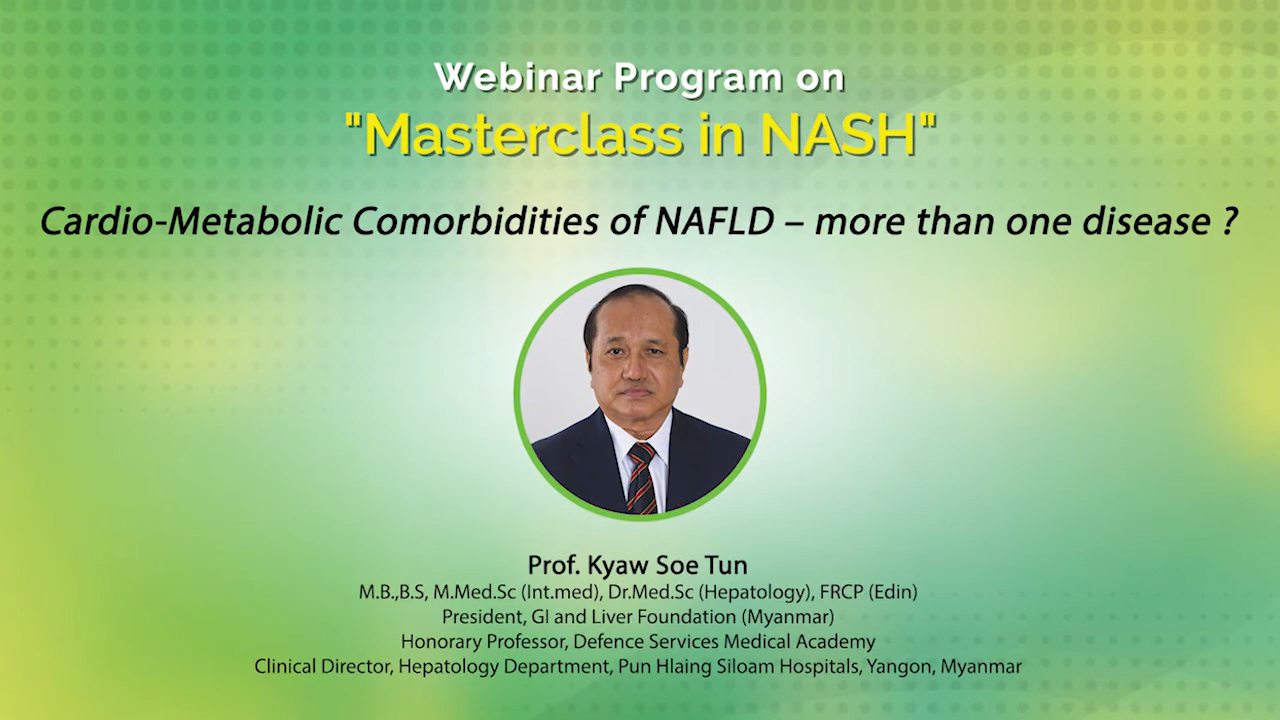 Webinar Program on
"Masterclass in NASH"
Cardio-Metabolic Comorbidities of NAFLD – more than one disease ?
Prof. Kyaw Soe Tun
M.B.,B.S, M.Med.Sc (Int.med), Dr.Med.Sc (Hepatology), FRCP (Edin)
President, GI and Liver Foundation (Myanmar)
Honorary Professor, Defence Services Medical Academy
Clinical Director, Hepatology Department, Pun Hlaing Siloam Hospitals, Yangon, Myanmar